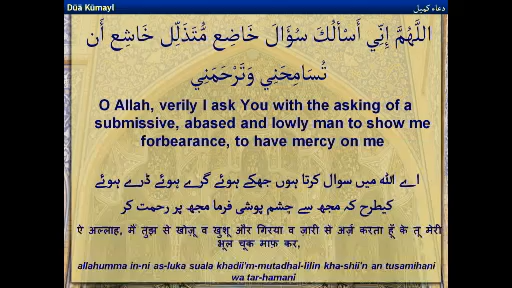 Dūā Kūmayl
دعاء كميل
اللَّهُمَّ إِنِّي أَسْأَلُكَ سُؤَالَ خَاضِعٍ مُّتَذَلِّلٍ خَاشِعٍ أَن
تُسَامِحَنِي وَتَرْحَمَنِي
O Allah, verily I ask You with the asking of a
submissive, abased and lowly man to show me
forbearance, to have mercy on me
اے اللہ میں سوال کرتا ہوں جھکے ہوئے گرے ہوئے ڈرے ہوئے
کیطرح کہ مجھ سے چشم پوشی فرما مجھ پر رحمت کر
ऐ अल्लाह, मैं तुझ से खोज़ू व खुशू और गिरया व ज़ारी से अर्ज़ करता हूँ के तू मेरी
भूल चूक माफ़ कर,
allahumma in-ni as-luka suala khadii'm-mutadhal-lilin kha-shii'n an tusamihani
wa tar-hamani